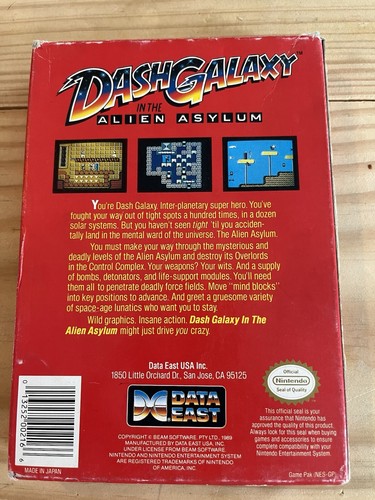 DASH GALAXY™
IN THE
ALIEN ASYLUM
You're Dash Galaxy. Inter-planetary super hero. You've
fought your way out of tight spots a hundred times, in a dozen
solar systems. But you haven't seen tight 'til you acciden-
tally land in the mental ward of the universe. The Alien Asylum.
You must make your way through the mysterious and
deadly levels of the Alien Asylum and destroy its Overlords
in the Control Complex. Your weapons? Your wits. And a supply
of bombs, detonators, and life-support modules. You'll need
them all to penetrate deadly force fields. Move "mind blocks"
into key positions to advance. And greet a gruesome variety
of space-age lunatics who want you to stay.
Wild graphics. Insane action. Dash Galaxy In The
Alien Asylum might just drive you crazy.
Data East USA Inc.
1850 Little Orchard Dr., San Jose, CA 95125
DATA
EAST
COPYRIGHT © BEAM SOFTWARE, PTY LTD., 1989
MANUFACTURED BY DATA EAST USA, INC.
UNDER LICENSE FROM BEAM SOFTWARE.
NINTENDO AND NINTENDO ENTERTAINMENT SYSTEM
ARE REGISTERED TRADEMARKS OF NINTENDO
OF AMERICA, INC.
Official
Nintendo
Seal of Quality
This official seal is your
assurance that Nintendo has
approved the quality of this product.
Always look for this seal when buying
games and accessories to ensure
complete compatibility with your
Nintendo Entertainment System.
Game Pak (NES-GP)
0 13252 00216 6
MADE IN JAPAN